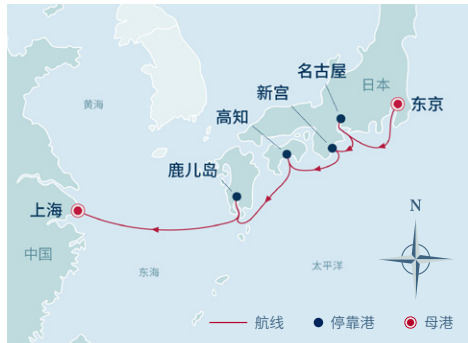 名古屋
日本
新宫
东京
黄海
高知
鹿儿岛
上海
中国
东海
太平洋
N
航线
停靠港
母港